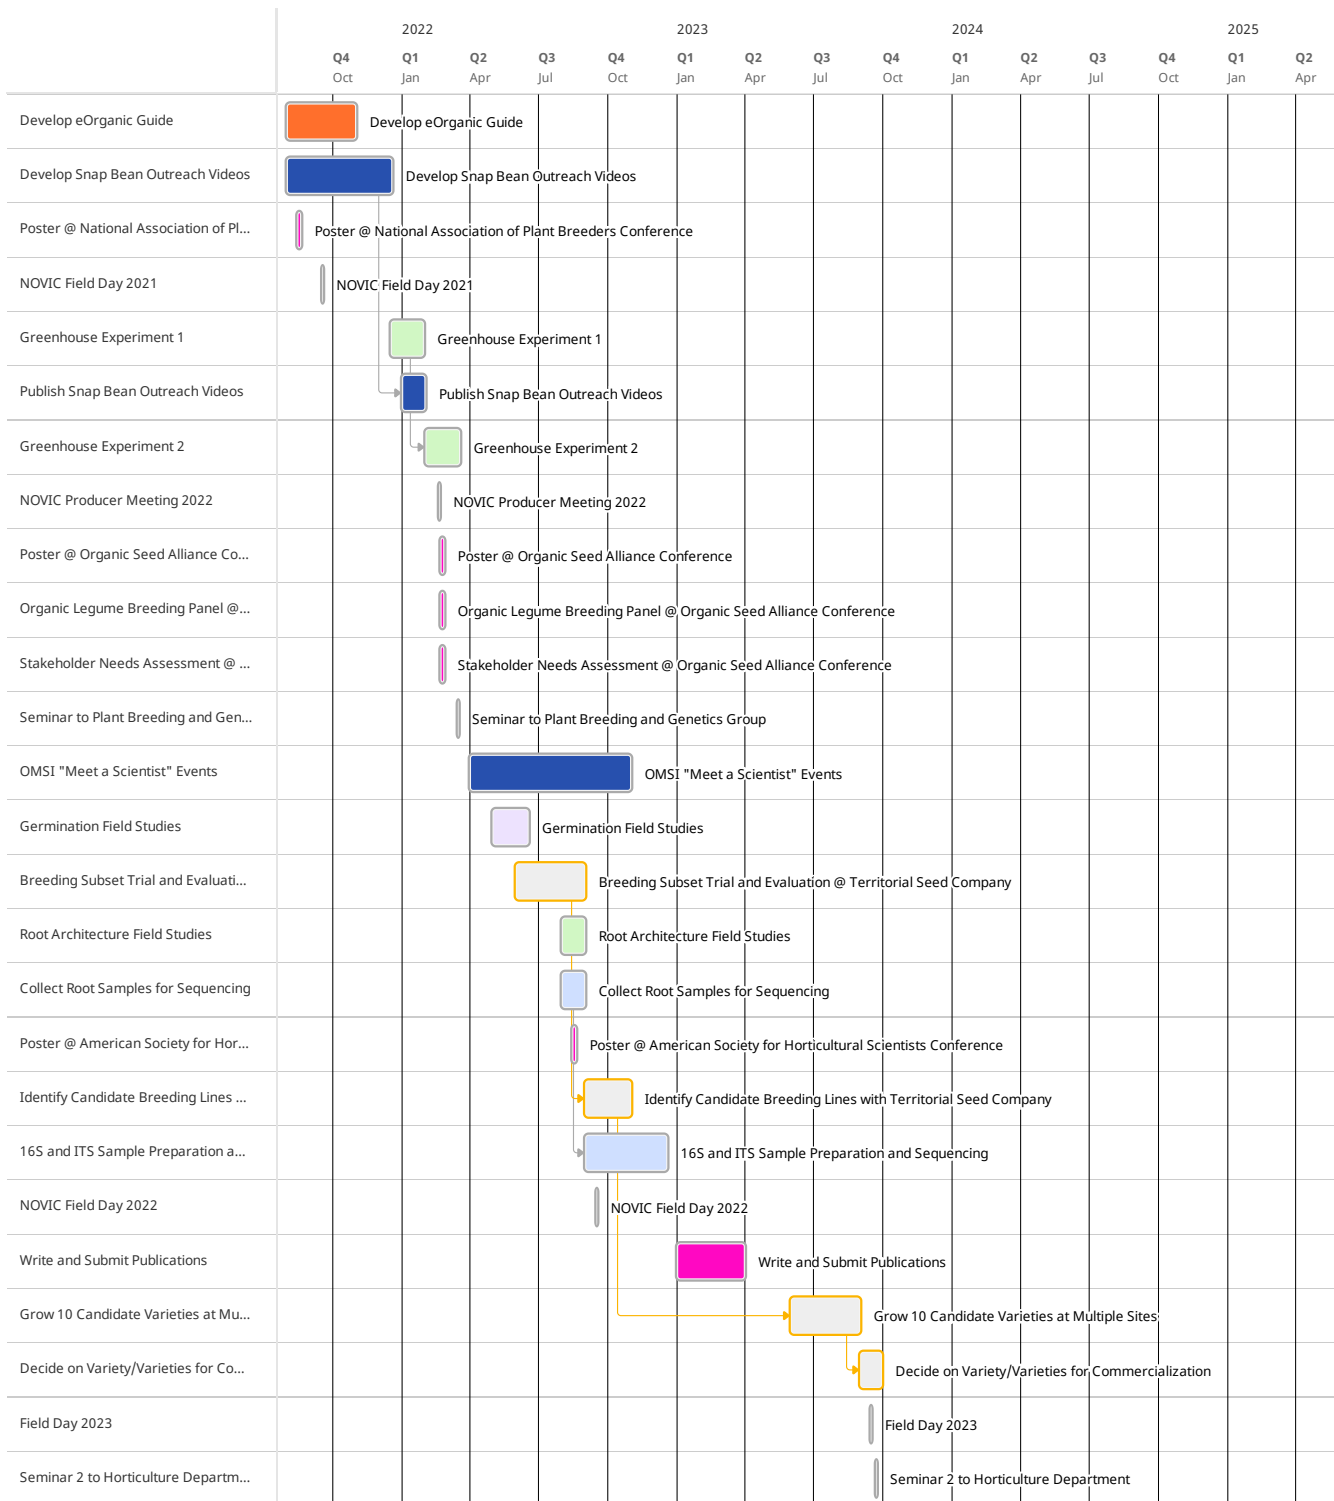 2022 2023 2024 2025
Q4 Q1 Q2 Q3 Q4 Q1 Q2 Q3 Q4 Q1 Q2 Q3 Q4 Q1 Q2
Oct Jan Apr Jul Oct Jan Apr Jul Oct Jan Apr Jul Oct Jan Apr
Develop eOrganic Guide Develop eOrganic Guide
Develop Snap Bean Outreach Videos Develop Snap Bean Outreach Videos
Poster @ National Association of Pl... Poster @ National Association of Plant Breeders Conference
NOVIC Field Day 2021 NOVIC Field Day 2021
Greenhouse Experiment 1 Greenhouse Experiment 1
Publish Snap Bean Outreach Videos Publish Snap Bean Outreach Videos
Greenhouse Experiment 2 Greenhouse Experiment 2
NOVIC Producer Meeting 2022 NOVIC Producer Meeting 2022
Poster @ Organic Seed Alliance Co... Poster @ Organic Seed Alliance Conference
Organic Legume Breeding Panel @... Organic Legume Breeding Panel @ Organic Seed Alliance Conference
Stakeholder Needs Assessment @ ... Stakeholder Needs Assessment @ Organic Seed Alliance Conference
Seminar to Plant Breeding and Gen... Seminar to Plant Breeding and Genetics Group
OMSI "Meet a Scientist" Events OMSI "Meet a Scientist" Events
Germination Field Studies Germination Field Studies
Breeding Subset Trial and Evaluati... Breeding Subset Trial and Evaluation @ Territorial Seed Company
Root Architecture Field Studies Root Architecture Field Studies
Collect Root Samples for Sequencing Collect Root Samples for Sequencing
Poster @ American Society for Hor... Poster @ American Society for Horticultural Scientists Conference
Identify Candidate Breeding Lines ... Identify Candidate Breeding Lines with Territorial Seed Company
16S and ITS Sample Preparation a... 16S and ITS Sample Preparation and Sequencing
NOVIC Field Day 2022 NOVIC Field Day 2022
Write and Submit Publications Write and Submit Publications
Grow 10 Candidate Varieties at Mu... Grow 10 Candidate Varieties at Multiple Sites
Decide on Variety/Varieties for Co... Decide on Variety/Varieties for Commercialization
Field Day 2023 Field Day 2023
Seminar 2 to Horticulture Departm... Seminar 2 to Horticulture Department